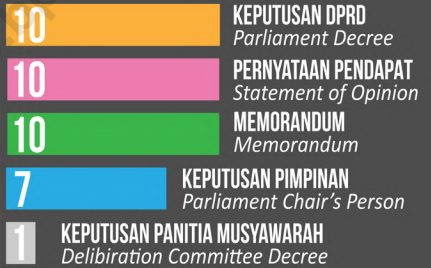 10 KEPUTUSAN DPRD
Parliament Decree
10 PERNYATAAN PENDAPAT
Statement of Opinion
10 MEMORANDUM
Memorandum
7 KEPUTUSAN PIMPINAN
Parliament Chair's Person
1 KEPUTUSAN PANITIA MUSYAWARAH
Delibiration Committee Decree